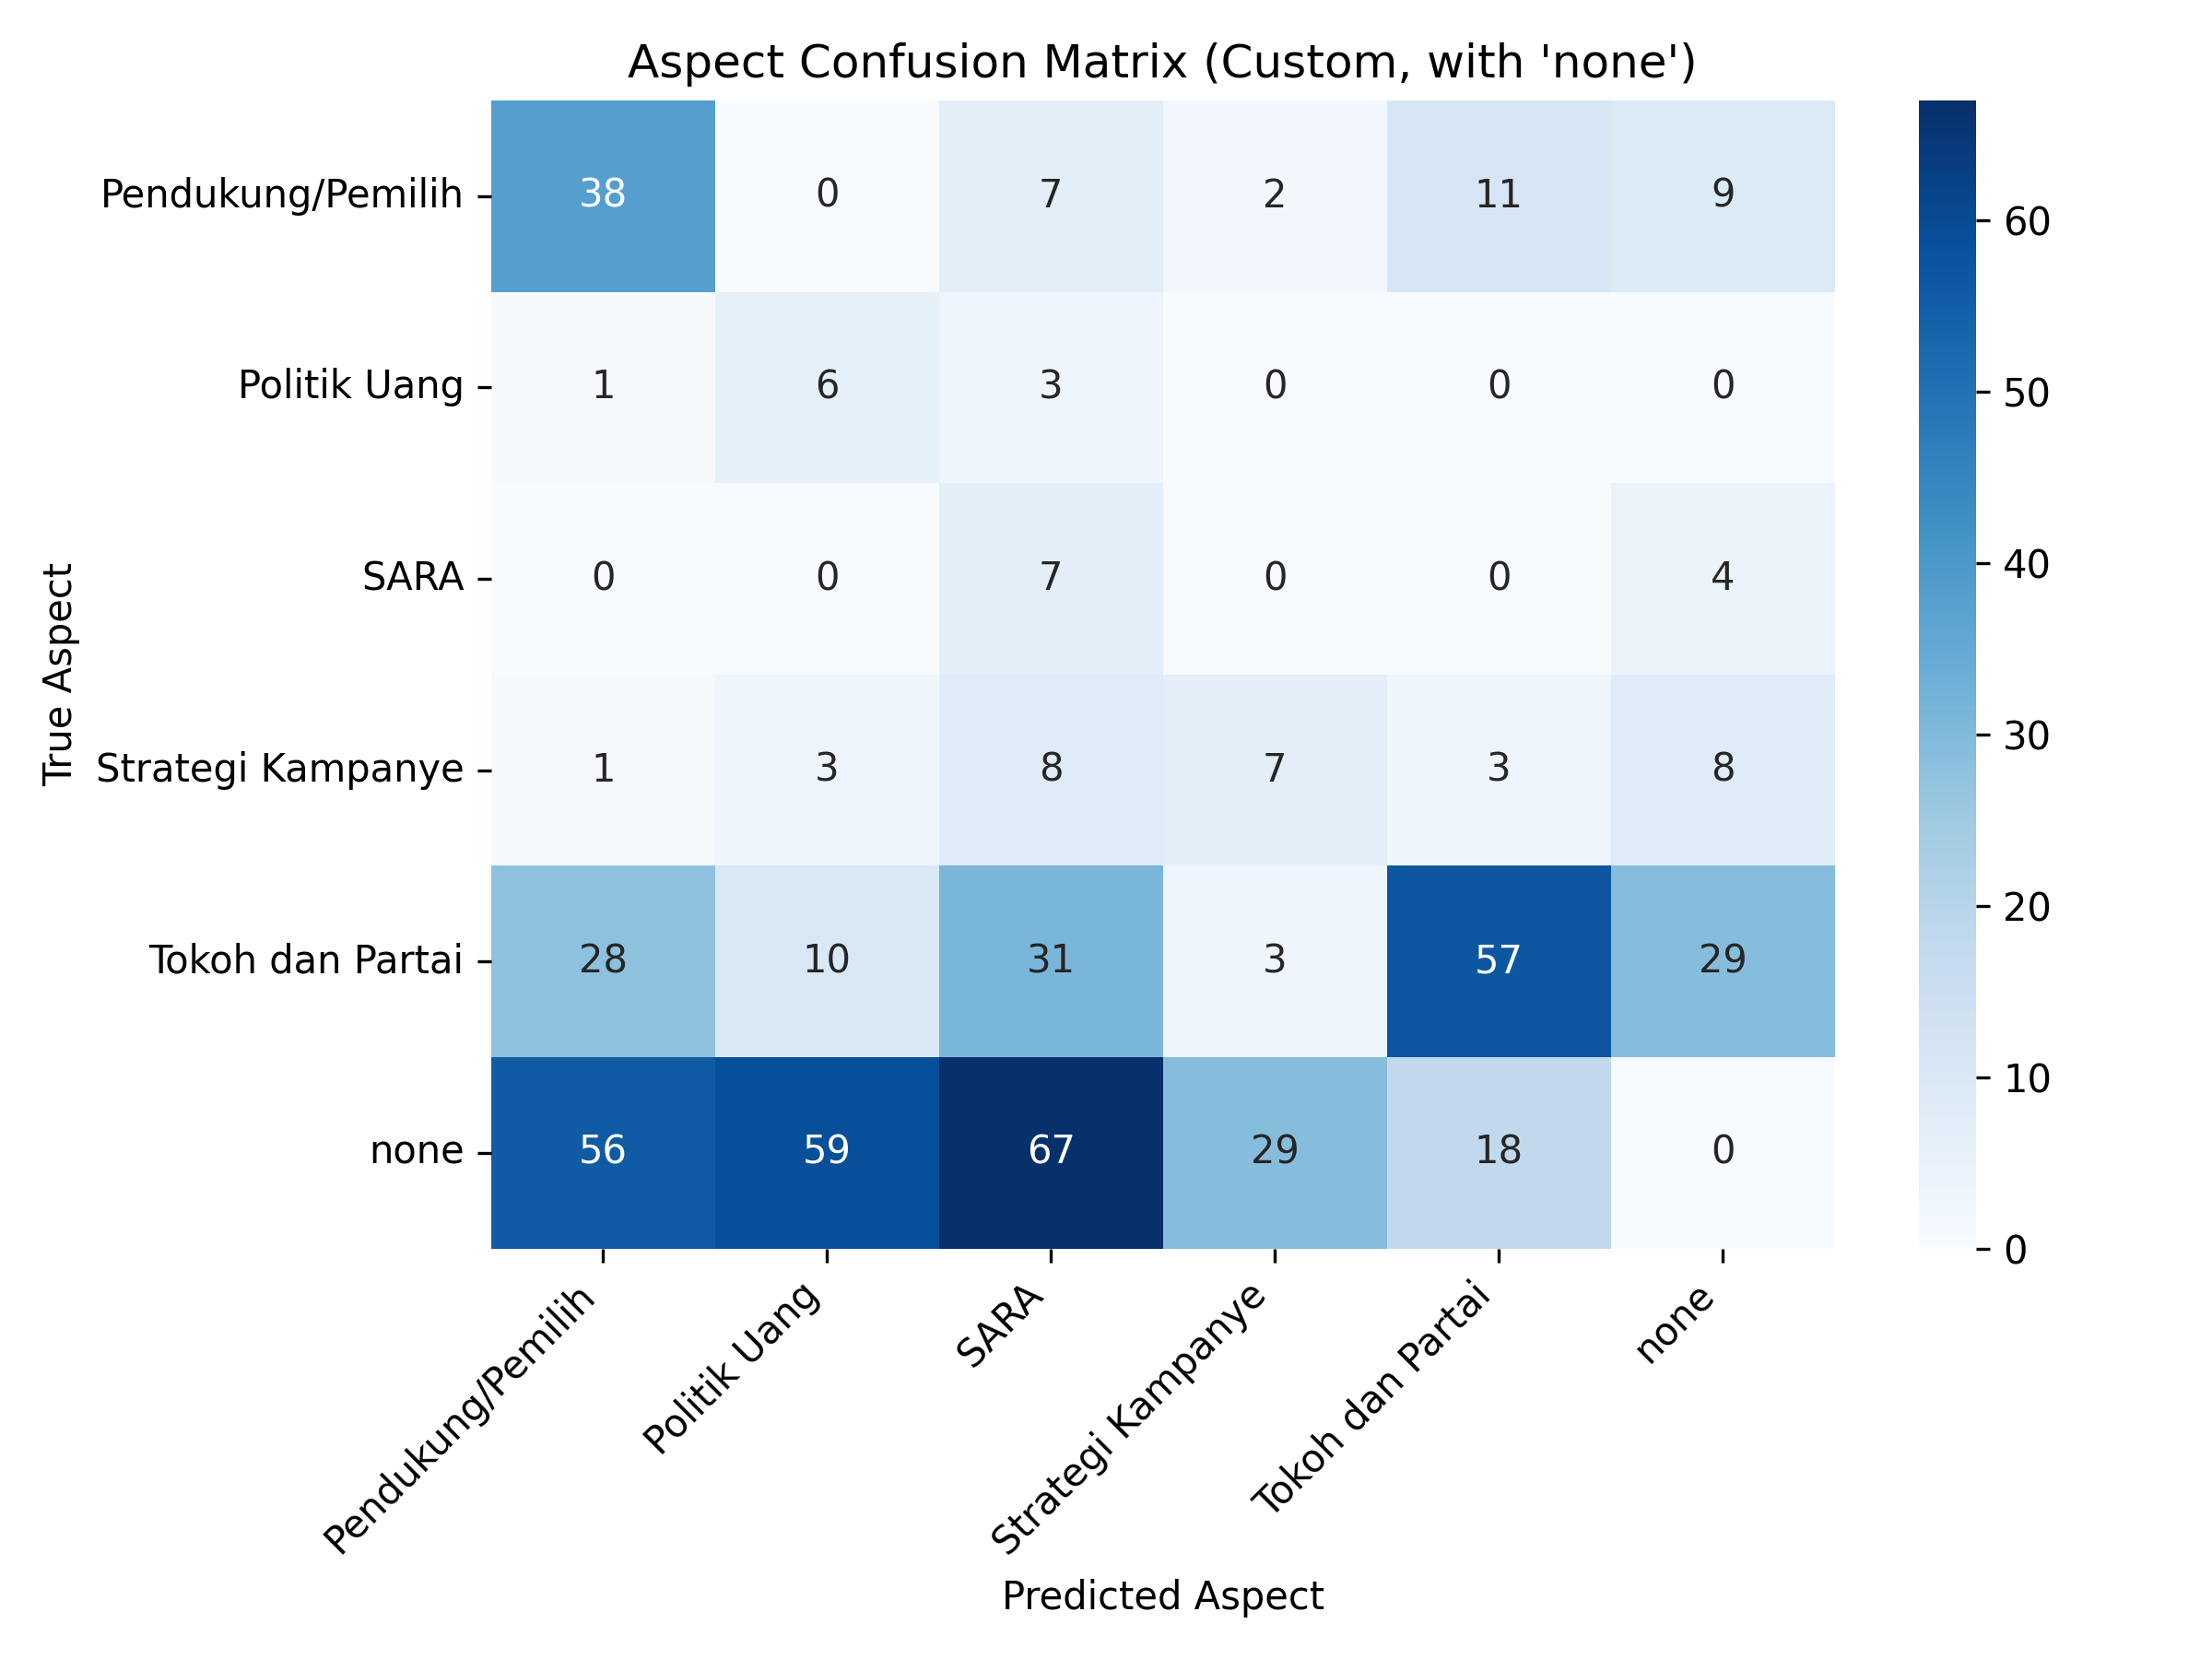 Aspect Confusion Matrix (Custom, with 'none')
Pendukung/Pemilih 38 0 7 2 11 9
Politik Uang 1 6 3 0 0 0
SARA 0 0 7 0 0 4
Strategi Kampanye 1 3 8 7 3 8
Tokoh dan Partai 28 10 31 3 57 29
none 56 59 67 29 18 0
True Aspect
Pendukung/Pemilih
Politik Uang
SARA
Strategi Kampanye
Tokoh dan Partai
none
Predicted Aspect
60
50
40
30
20
10
0